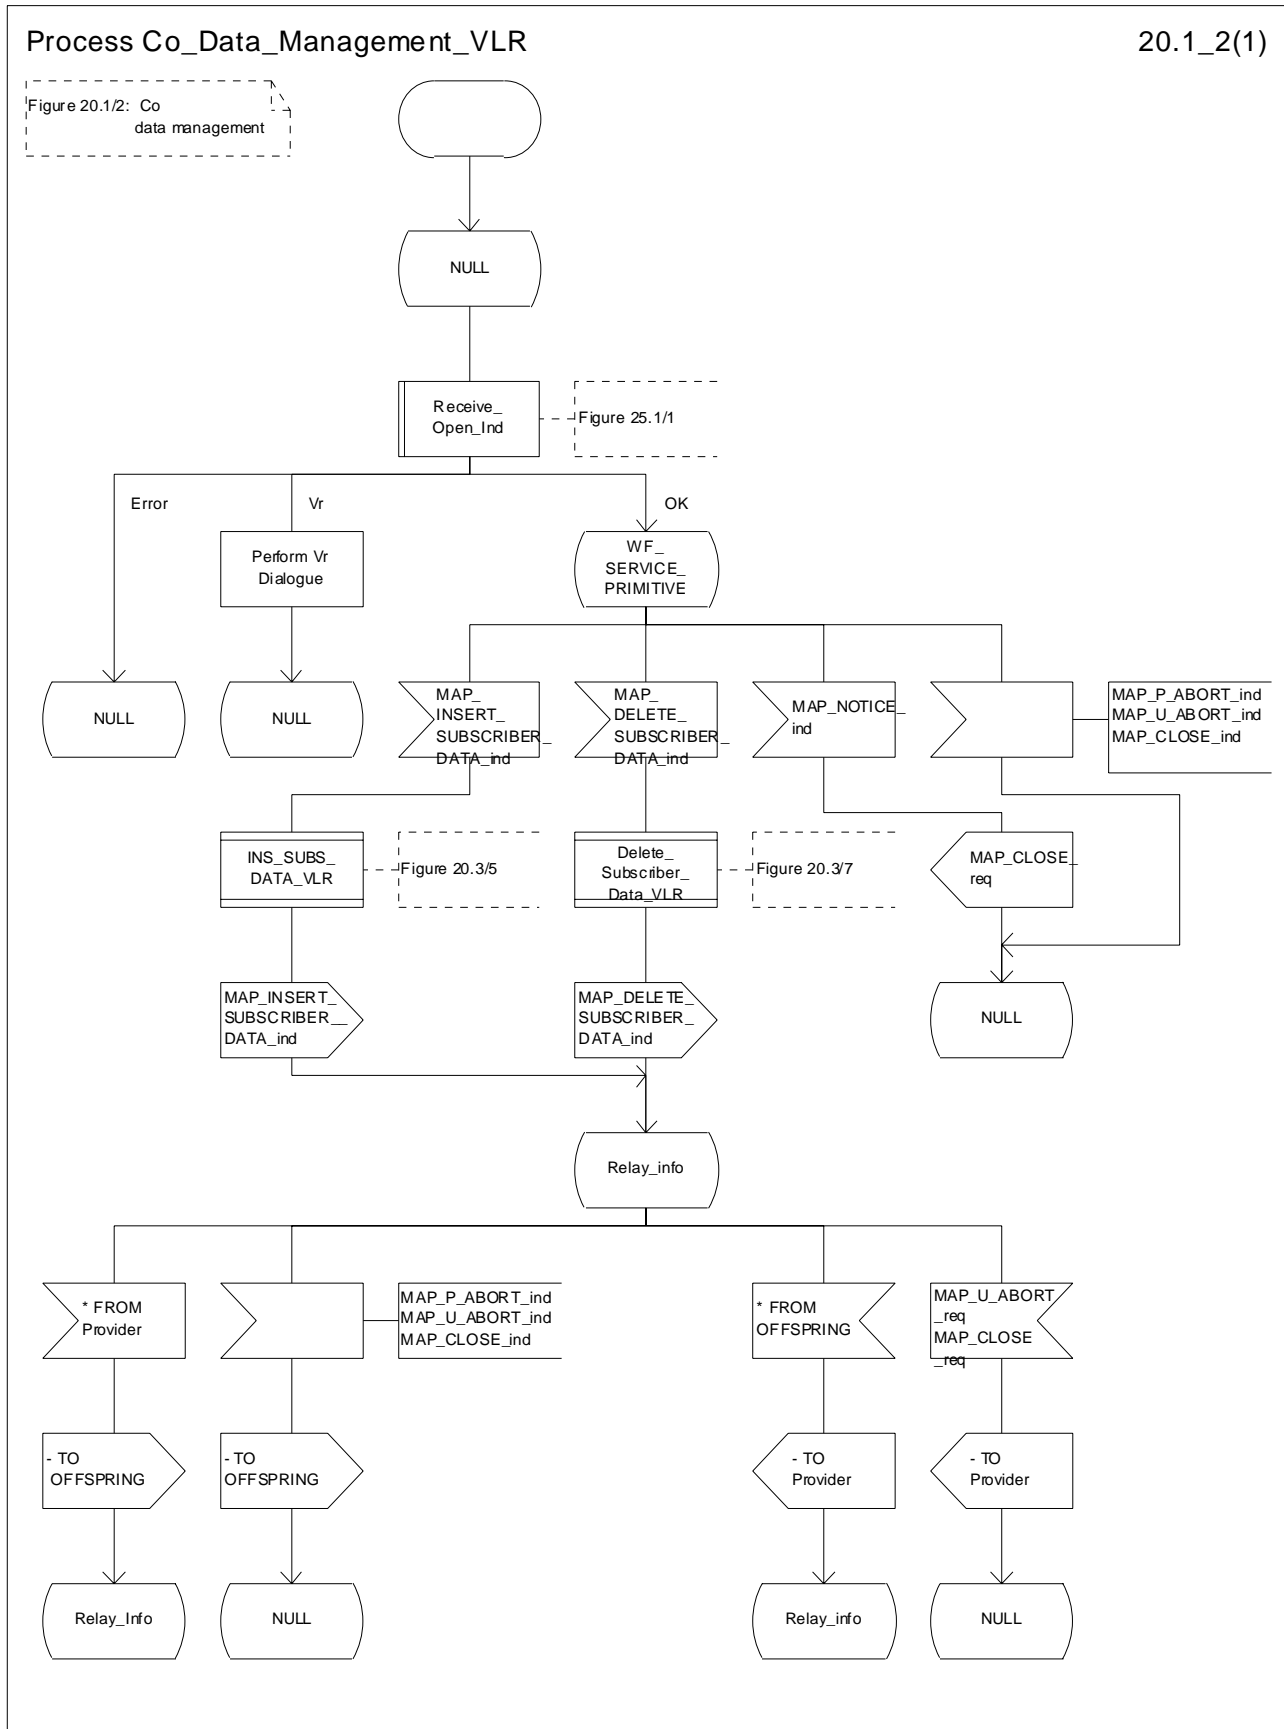 Process Co_Data_Management_VLR
20.1_2(1)
Figure 20.1/2: Co
data management
NULL
Receive_
Open_Ind
Figure 25.1/1
Error
Vr
OK
Perform Vr
Dialogue
WF_
SERVICE_
PRIMITIVE
NULL
NULL
MAP_
INSERT_
SUBSCRIBER_
DATA_ind
MAP_
DELETE_
SUBSCRIBER_
DATA_ind
MAP_NOTICE_
ind
MAP_P_ABORT_ind
MAP_U_ABORT_ind
MAP_CLOSE_ind
INS_SUBS_
DATA_VLR
Figure 20.3/5
Delete_
Subscriber_
Data_VLR
Figure 20.3/7
MAP_CLOSE_
req
MAP_INSERT_
SUBSCRIBER__
DATA_ind
MAP_DELETE_
SUBSCRIBER_
DATA_ind
NULL
Relay_info
* FROM
Provider
MAP_P_ABORT_ind
MAP_U_ABORT_ind
MAP_CLOSE_ind
* FROM
OFFSPRING
MAP_U_ABORT
_req
MAP_CLOSE
_req
- TO
OFFSPRING
- TO
OFFSPRING
- TO
Provider
- TO
Provider
Relay_Info
NULL
Relay_info
NULL